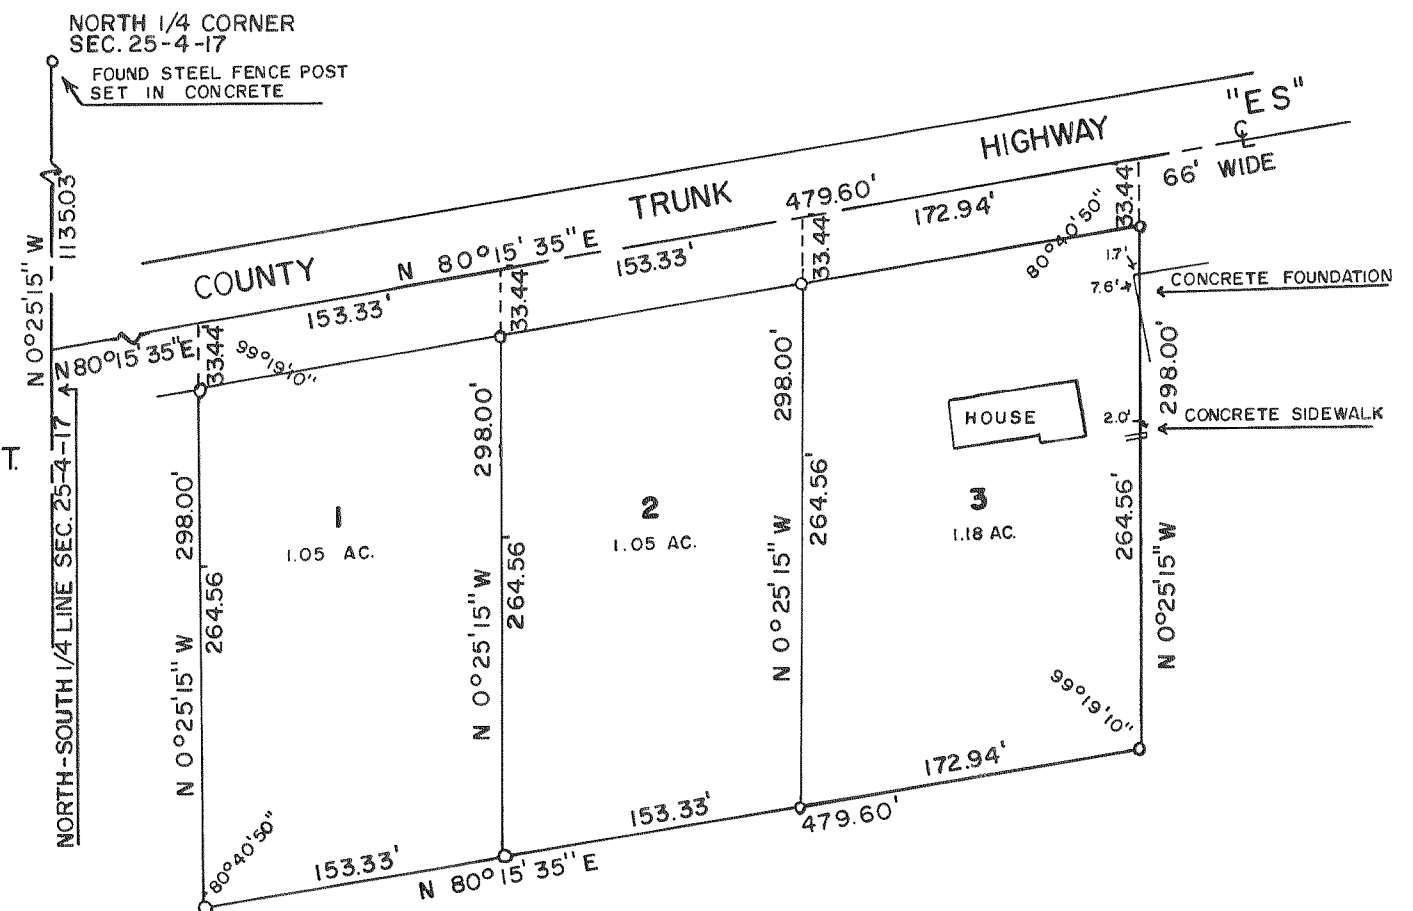 NORTH 1/4 CORNER
SEC. 25-4-17
FOUND STEEL FENCE POST
SET IN CONCRETE
"ES"
HIGHWAY
TRUNK
COUNTY
66' WIDE
℄
1135.03
N 0°25'15" W
N 80°15'35"E
N 80°15'35"E
479.60'
153.33'
153.33'
172.94'
33.44'
33.44
33.44
33.44'
99°19'10"
80°40'50"
1.7'
7.6'
CONCRETE FOUNDATION
298.00'
298.00'
298.00'
298.00'
HOUSE
2.0'
CONCRETE SIDEWALK
T.
NORTH-SOUTH 1/4 LINE SEC. 25-4-17
1
1.05 AC.
2
1.05 AC.
3
1.18 AC.
264.56'
264.56'
264.56'
264.56'
N 0°25'15" W
N 0°25'15" W
N 0°25'15" W
N 0°25'15" W
99°19'10"
80°40'50"
153.33'
153.33'
172.94'
N 80°15'35" E
479.60'